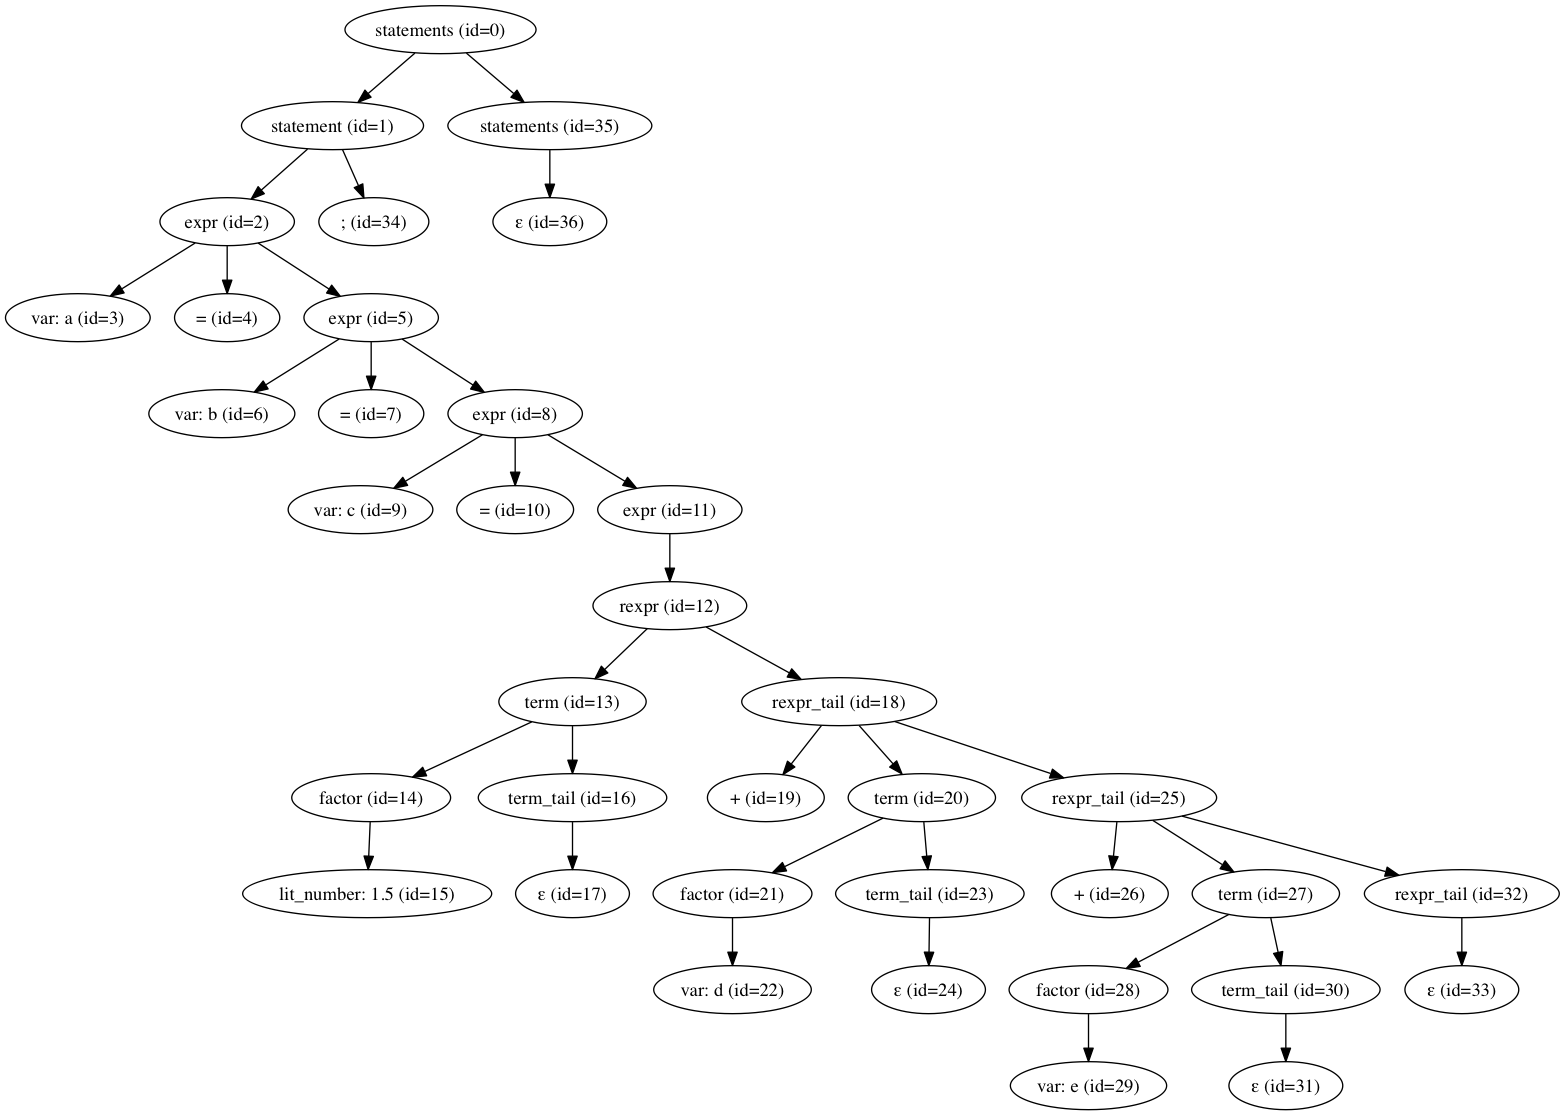 statements (id=0)
statement (id=1)
statements (id=35)
expr (id=2)
; (id=34)
ε (id=36)
var: a (id=3)
= (id=4)
expr (id=5)
var: b (id=6)
= (id=7)
expr (id=8)
var: c (id=9)
= (id=10)
expr (id=11)
rexpr (id=12)
term (id=13)
rexpr_tail (id=18)
factor (id=14)
term_tail (id=16)
+ (id=19)
term (id=20)
rexpr_tail (id=25)
lit_number: 1.5 (id=15)
ε (id=17)
factor (id=21)
term_tail (id=23)
+ (id=26)
term (id=27)
rexpr_tail (id=32)
var: d (id=22)
ε (id=24)
factor (id=28)
term_tail (id=30)
ε (id=33)
var: e (id=29)
ε (id=31)